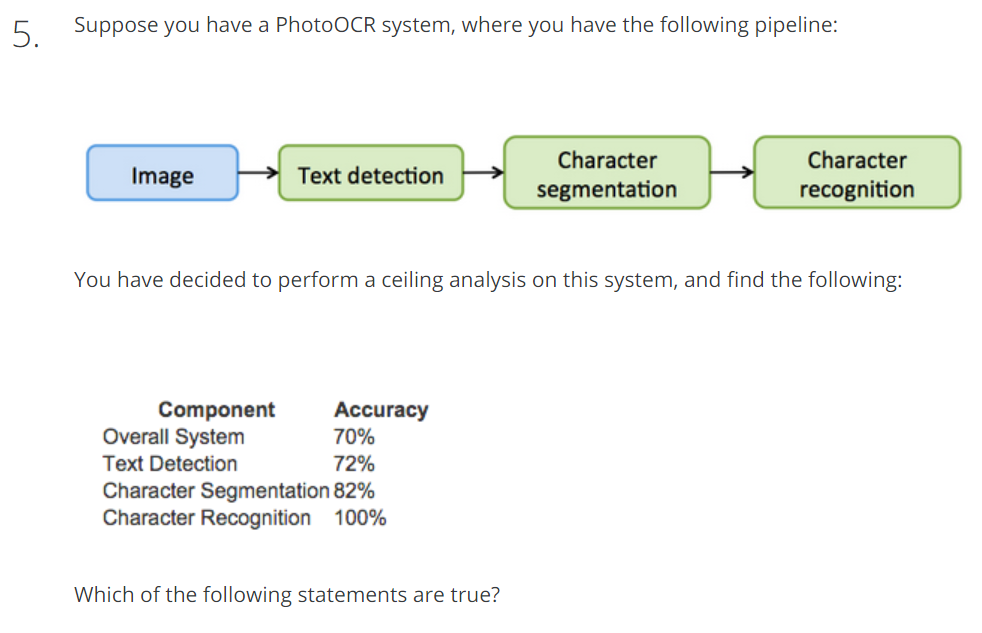 5. Suppose you have a PhotoOCR system, where you have the following pipeline:
Image
Text detection
Character
segmentation
Character
recognition
You have decided to perform a ceiling analysis on this system, and find the following:
Component Accuracy
Overall System 70%
Text Detection 72%
Character Segmentation 82%
Character Recognition 100%
Which of the following statements are true?